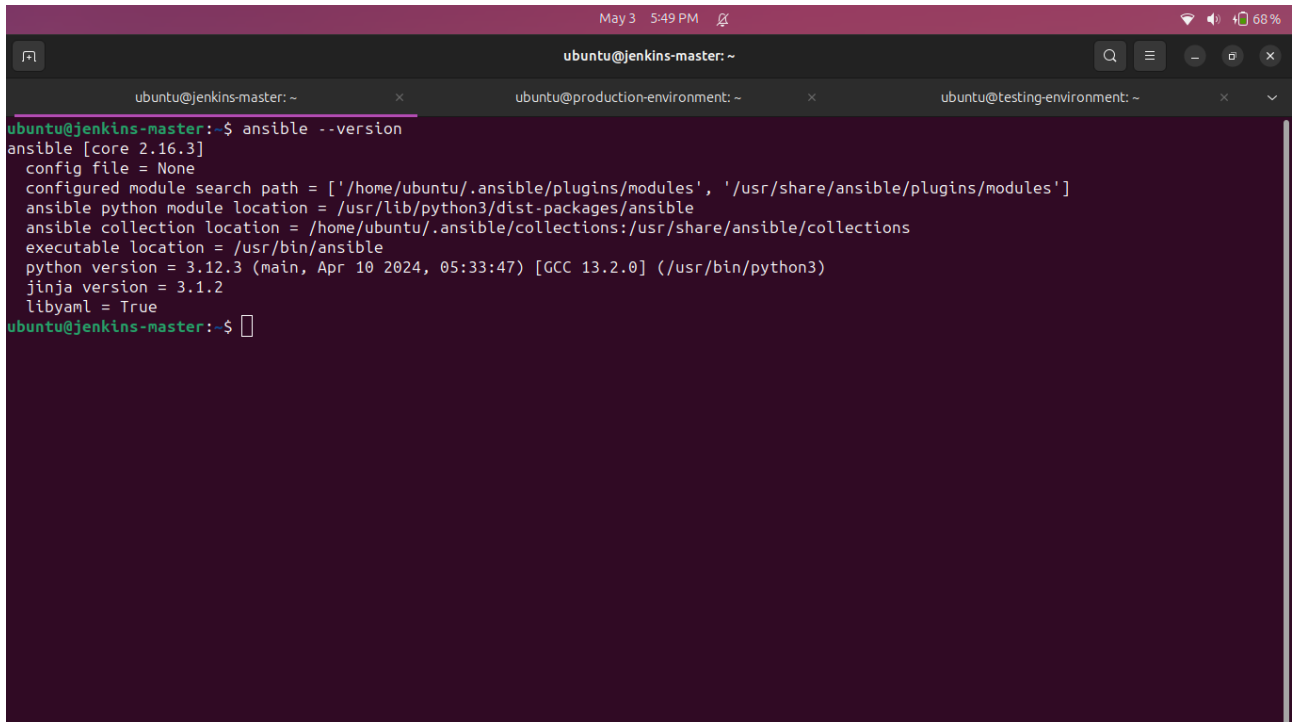 May 3 5:49 PM
68 %
ubuntu@jenkins-master: ~
ubuntu@jenkins-master: ~
ubuntu@production-environment: ~
ubuntu@testing-environment: ~
ubuntu@jenkins-master:~$ ansible --version
ansible [core 2.16.3]
  config file = None
  configured module search path = ['/home/ubuntu/.ansible/plugins/modules', '/usr/share/ansible/plugins/modules']
  ansible python module location = /usr/lib/python3/dist-packages/ansible
  ansible collection location = /home/ubuntu/.ansible/collections:/usr/share/ansible/collections
  executable location = /usr/bin/ansible
  python version = 3.12.3 (main, Apr 10 2024, 05:33:47) [GCC 13.2.0] (/usr/bin/python3)
  jinja version = 3.1.2
  libyaml = True
ubuntu@jenkins-master:~$